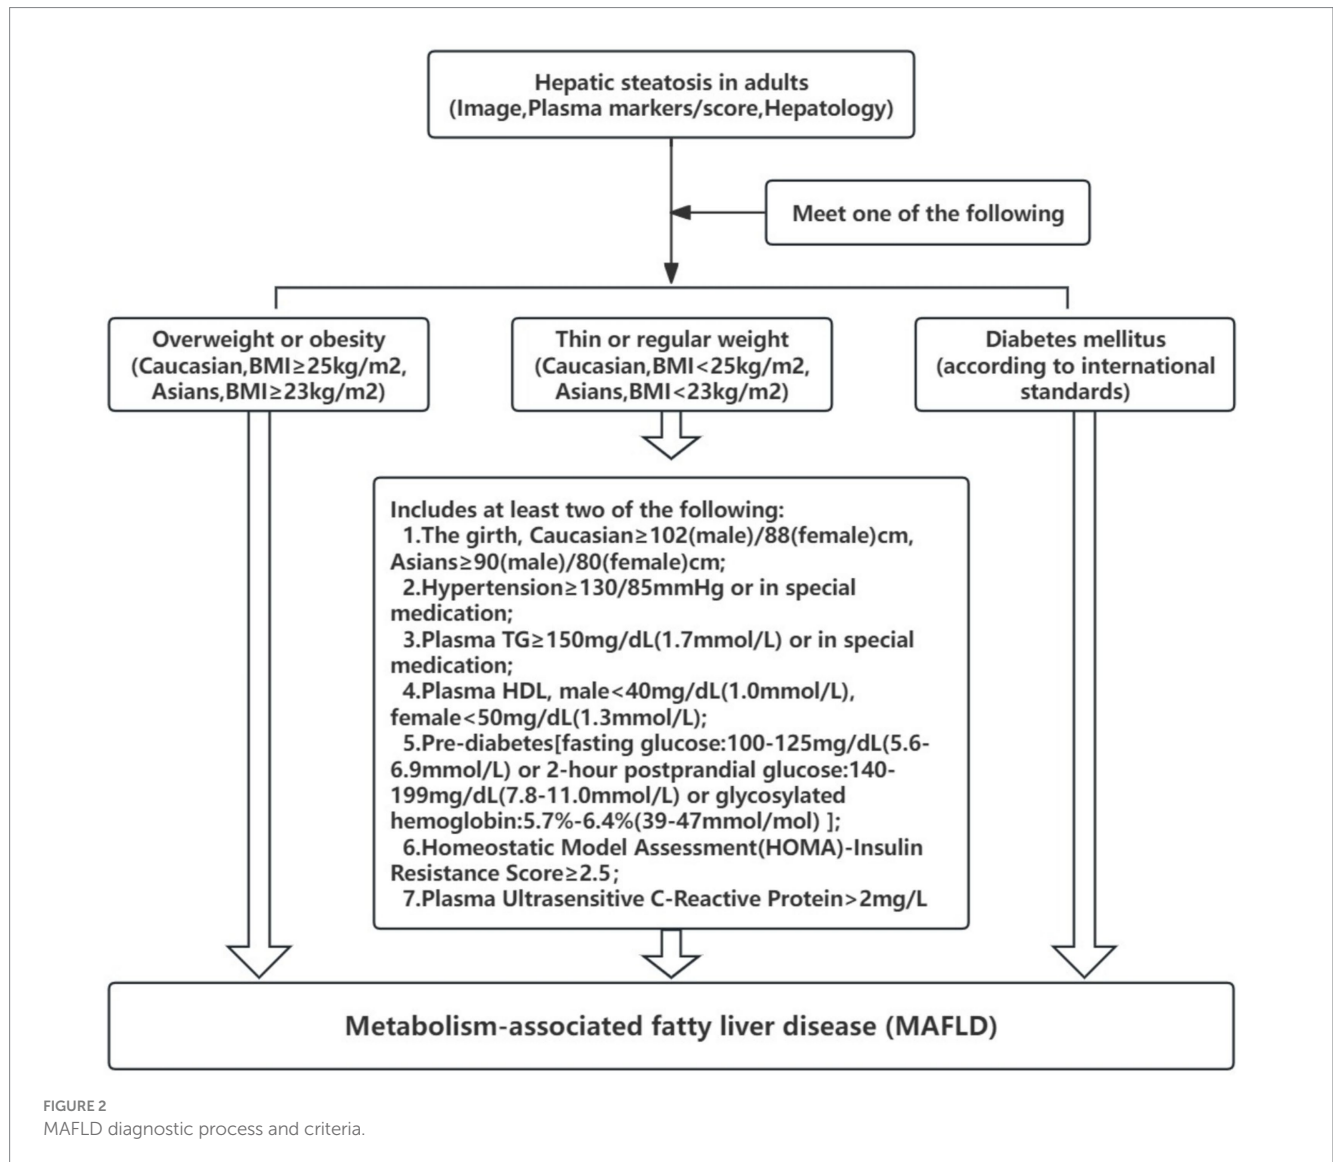 Hepatic steatosis in adults
(Image,Plasma markers/score,Hepatology)
Meet one of the following
Overweight or obesity
(Caucasian,BMI≥25kg/m2,
Asians,BMI≥23kg/m2)
Thin or regular weight
(Caucasian,BMI<25kg/m2,
Asians,BMI<23kg/m2)
Diabetes mellitus
(according to international
standards)
Includes at least two of the following:
1.The girth, Caucasian≥102(male)/88(female)cm,
Asians≥90(male)/80(female)cm;
2.Hypertension≥130/85mmHg or in special
medication;
3.Plasma TG≥150mg/dL(1.7mmol/L) or in special
medication;
4.Plasma HDL, male<40mg/dL(1.0mmol/L),
female<50mg/dL(1.3mmol/L);
5.Pre-diabetes[fasting glucose:100-125mg/dL(5.6-
6.9mmol/L) or 2-hour postprandial glucose:140-
199mg/dL(7.8-11.0mmol/L) or glycosylated
hemoglobin:5.7%-6.4%(39-47mmol/mol) ];
6.Homeostatic Model Assessment(HOMA)-Insulin
Resistance Score≥2.5;
7.Plasma Ultrasensitive C-Reactive Protein>2mg/L
Metabolism-associated fatty liver disease (MAFLD)
FIGURE 2
MAFLD diagnostic process and criteria.